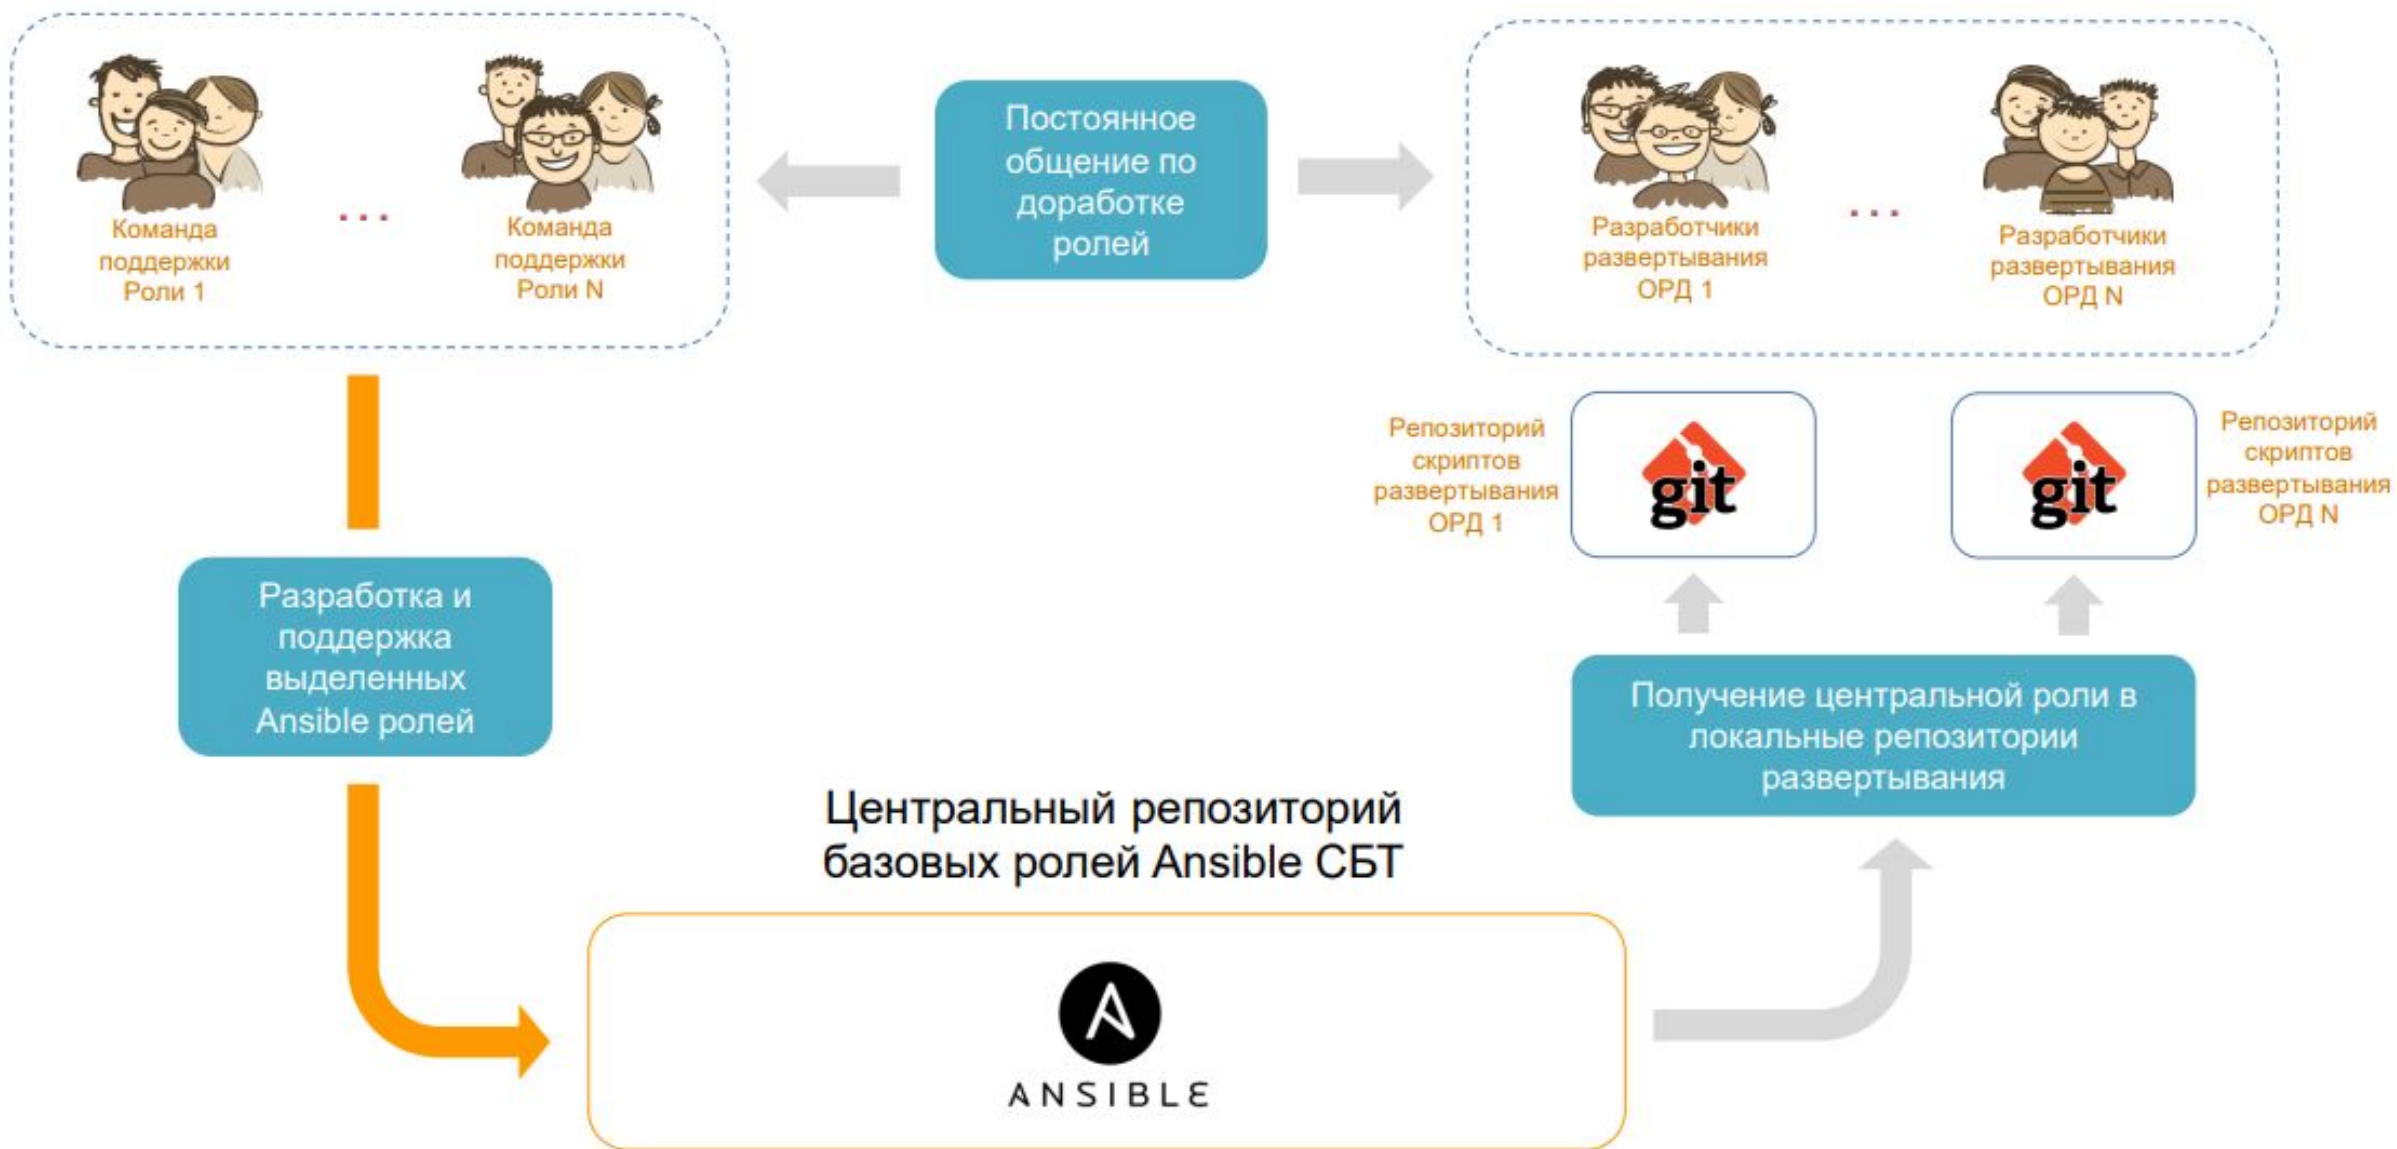 Команда
поддержки
Роли 1
...
Команда
поддержки
Роли N
Постоянное
общение по
доработке
ролей
Разработчики
развертывания
ОРД 1
...
Разработчики
развертывания
ОРД N
Репозиторий
скриптов
развертывания
ОРД 1
git
git
Репозиторий
скриптов
развертывания
ОРД N
Разработка и
поддержка
выделенных
Ansible ролей
Получение центральной роли в
локальные репозитории
развертывания
Центральный репозиторий
базовых ролей Ansible СБТ
ANSIBLE